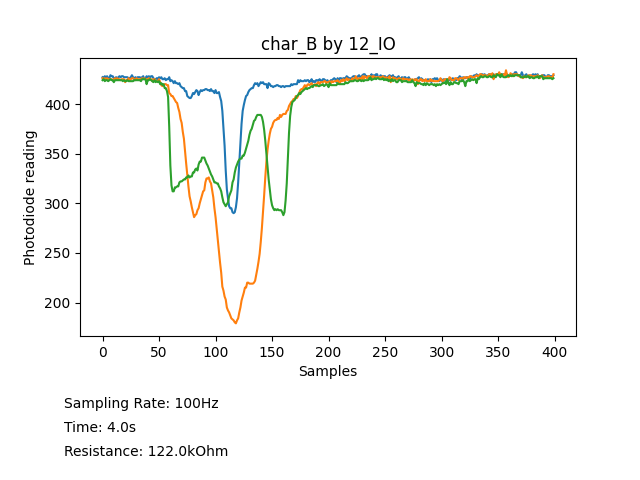 char_B by 12_IO
Photodiode reading
400
350
300
250
200
0 50 100 150 200 250 300 350 400
Samples
Sampling Rate: 100Hz
Time: 4.0s
Resistance: 122.0kOhm